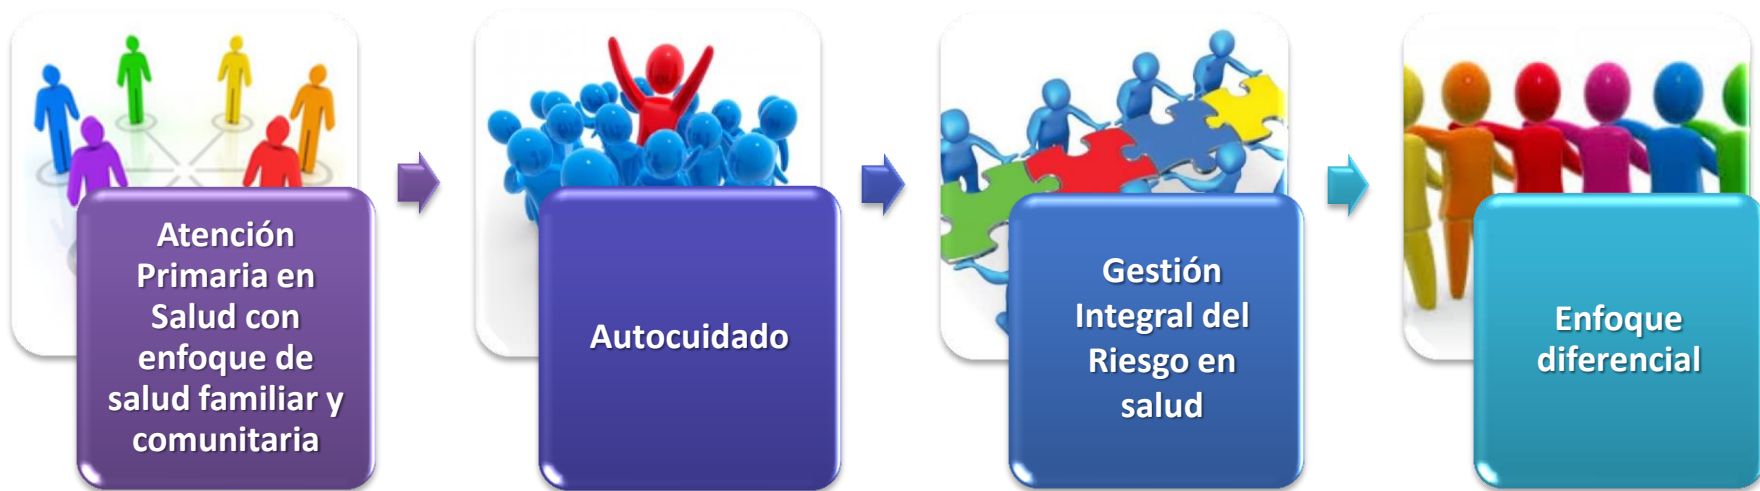 Atención
Primaria en
Salud con
enfoque de
salud familiar y
comunitaria
Autocuidado
Gestión
Integral del
Riesgo en
salud
Enfoque
diferencial